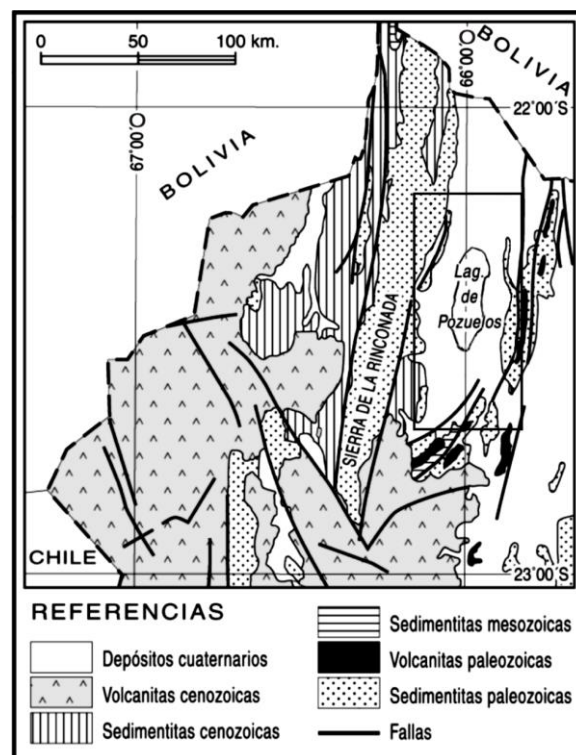 0 50 100 km.
BOLIVIA
66°00´O.
22°00´S
67°00´O.
BOLIVIA
Lag.
de
Pozuelos
SIERRA DE LA RINCONADA
CHILE
23°00´S
REFERENCIAS
Depósitos cuaternarios
Volcanitas cenozoicas
Sedimentitas cenozoicas
Sedimentitas mesozoicas
Volcanitas paleozoicas
Sedimentitas paleozoicas
Fallas